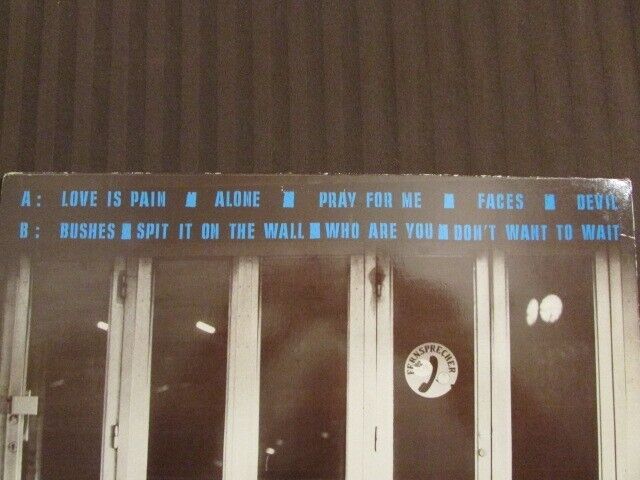 A: LOVE IS PAIN ■ ALONE ■ PRAY FOR ME ■ FACES ■ DEVIL
B: BUSHES ■ SPIT IT ON THE WALL ■ WHO ARE YOU ■ DON'T WANT TO WAIT
FERNSPRECHER